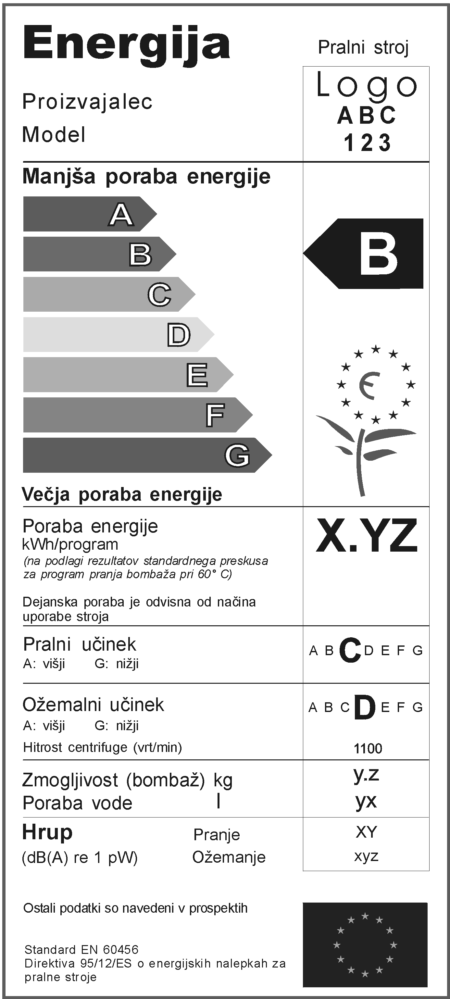 Energija
Pralni stroj
Logo
ABC
123
Proizvajalec
Model
Manjša poraba energije
A
B
C
D
E
F
G
B
Večja poraba energije
Poraba energije
kWh/program
(na podlagi rezultatov standardnega preskusa
za program pranja bombaža pri 60° C)
X.YZ
Dejanska poraba je odvisna od načina
uporabe stroja
Pralni učinek
A: višji G: nižji
A B C D E F G
Ožemalni učinek
A: višji G: nižji
A B C D E F G
Hitrost centrifuge (vrt/min) 1100
Zmogljivost (bombaž) kg y.z
Poraba vode l yx
Hrup Pranje XY
(dB(A) re 1 pW) Ožemanje xyz
Ostali podatki so navedeni v prospektih
Standard EN 60456
Direktiva 95/12/ES o energijskih nalepkah za
pralne stroje